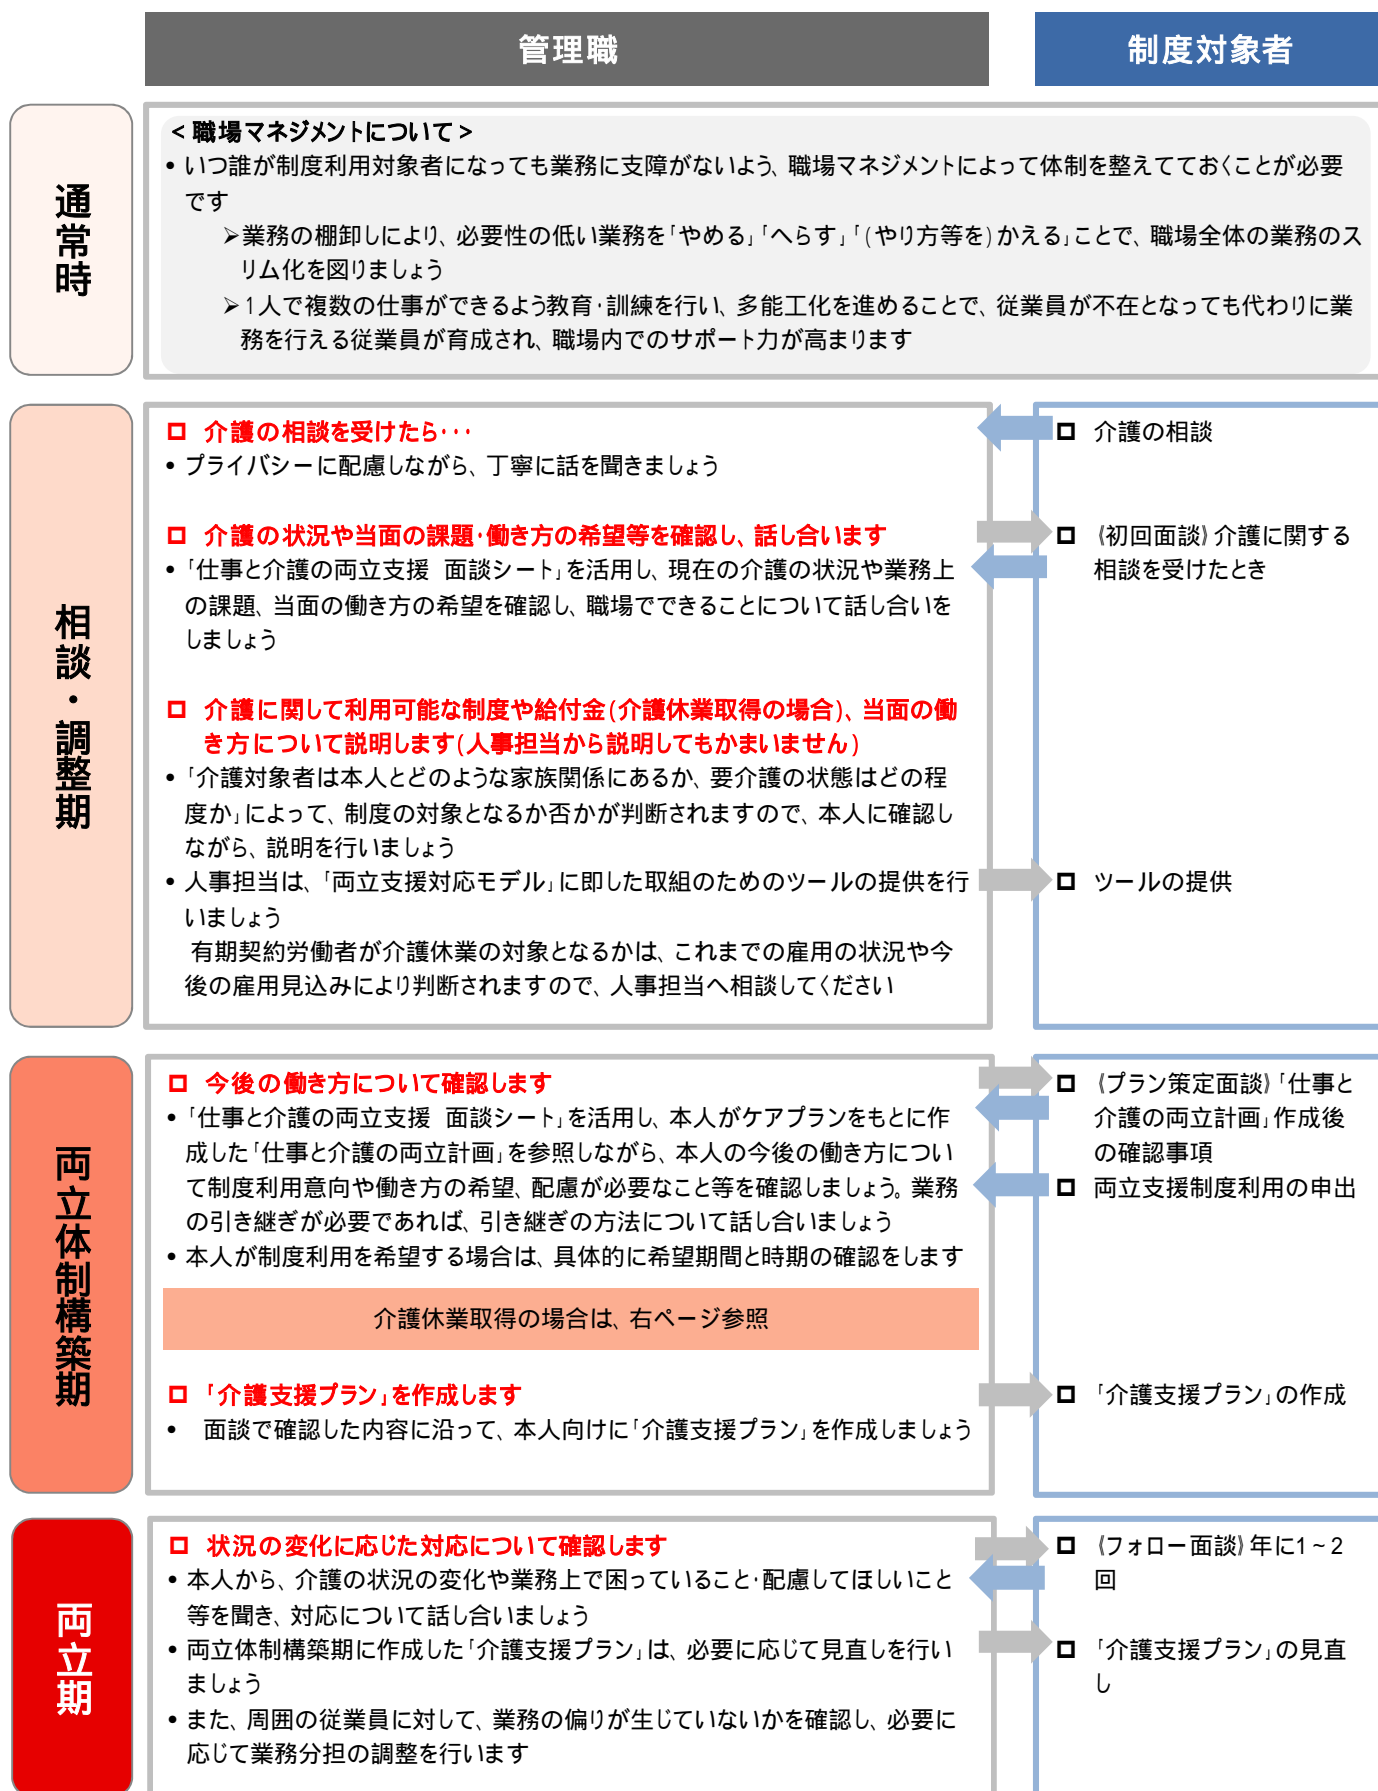 管理職
制度対象者
通常時
<職場マネジメントについて>
• いつ誰が制度利用対象者になっても業務に支障がないよう、職場マネジメントによって体制を整えてておくことが必要
です
➢業務の棚卸しにより、必要性の低い業務を「やめる」「へらす」「(やり方等を)かえる」ことで、職場全体の業務のス
リム化を図りましょう
➢1人で複数の仕事ができるよう教育・訓練を行い、多能工化を進めることで、従業員が不在となっても代わりに業
務を行える従業員が育成され、職場内でのサポート力が高まります
相談・調整期
□ 介護の相談を受けたら・・・
• プライバシーに配慮しながら、丁寧に話を聞きましょう
□ 介護の状況や当面の課題・働き方の希望等を確認し、話し合います
• 「仕事と介護の両立支援 面談シート」を活用し、現在の介護の状況や業務上
の課題、当面の働き方の希望を確認し、職場でできることについて話し合いを
しましょう
□ 介護に関して利用可能な制度や給付金(介護休業取得の場合)、当面の働
き方について説明します(人事担当から説明してもかまいません)
• 「介護対象者は本人とどのような家族関係にあるか、要介護の状態はどの程
度か」によって、制度の対象となるか否かが判断されますので、本人に確認し
ながら、説明を行いましょう
• 人事担当は、「両立支援対応モデル」に即した取組のためのツールの提供を行
いましょう
有期契約労働者が介護休業の対象となるかは、これまでの雇用の状況や今
後の雇用見込みにより判断されますので、人事担当へ相談してください
□ 介護の相談
□ 《初回面談》介護に関する
相談を受けたとき
□ ツールの提供
両立体制構築期
□ 今後の働き方について確認します
• 「仕事と介護の両立支援 面談シート」を活用し、本人がケアプランをもとに作
成した「仕事と介護の両立計画」を参照しながら、本人の今後の働き方につい
て制度利用意向や働き方の希望、配慮が必要なこと等を確認しましょう。業務
の引き継ぎが必要であれば、引き継ぎの方法について話し合いましょう
• 本人が制度利用を希望する場合は、具体的に希望期間と時期の確認をします
介護休業取得の場合は、右ページ参照
□ 「介護支援プラン」を作成します
• 面談で確認した内容に沿って、本人向けに「介護支援プラン」を作成しましょう
□ 《プラン策定面談》「仕事と
介護の両立計画」作成後
の確認事項
□ 両立支援制度利用の申出
□ 「介護支援プラン」の作成
両立期
□ 状況の変化に応じた対応について確認します
• 本人から、介護の状況の変化や業務上で困っていること・配慮してほしいこと
等を聞き、対応について話し合いましょう
• 両立体制構築期に作成した「介護支援プラン」は、必要に応じて見直しを行い
ましょう
• また、周囲の従業員に対して、業務の偏りが生じていないかを確認し、必要に
応じて業務分担の調整を行います
□ 《フォロー面談》年に1~2
回
□ 「介護支援プラン」の見直
し